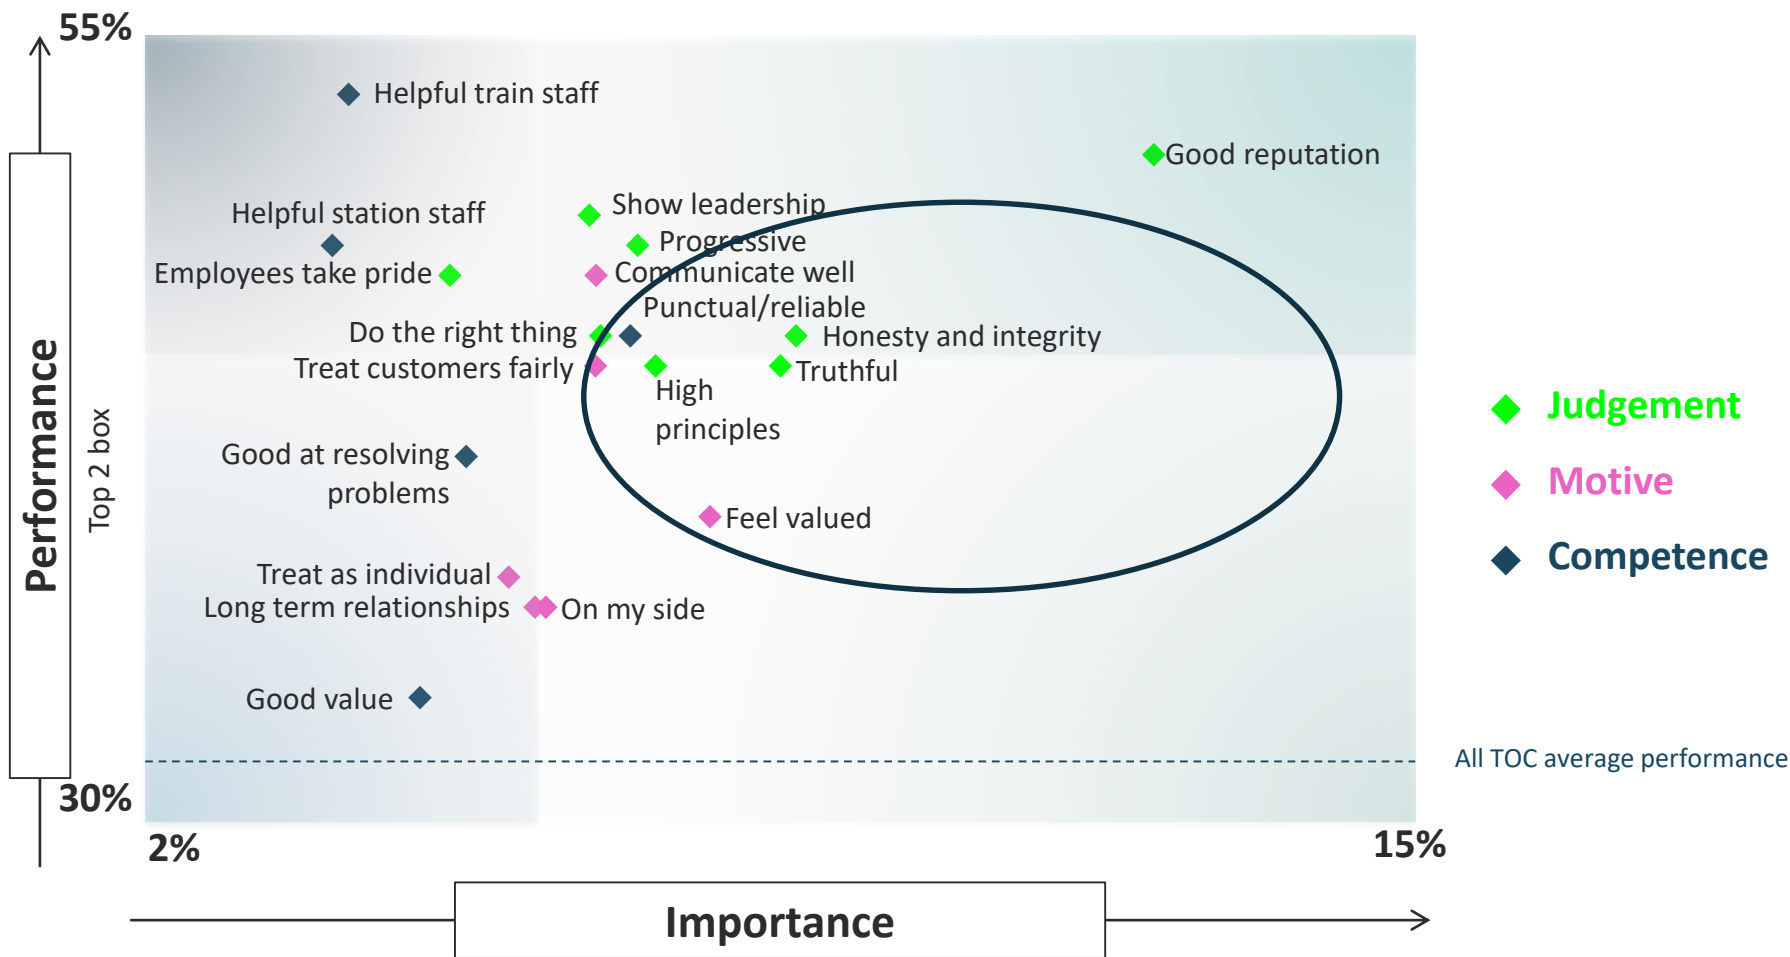 55%
Helpful train staff
Good reputation
Show leadership
Helpful station staff
Progressive
Employees take pride
Communicate well
Punctual/reliable
Do the right thing
Honesty and integrity
Treat customers fairly
Truthful
High
principles
Good at resolving
problems
Feel valued
Treat as individual
Long term relationships
On my side
Good value
Performance
Top 2 box
Judgement
Motive
Competence
All TOC average performance
30%
2%
15%
Importance